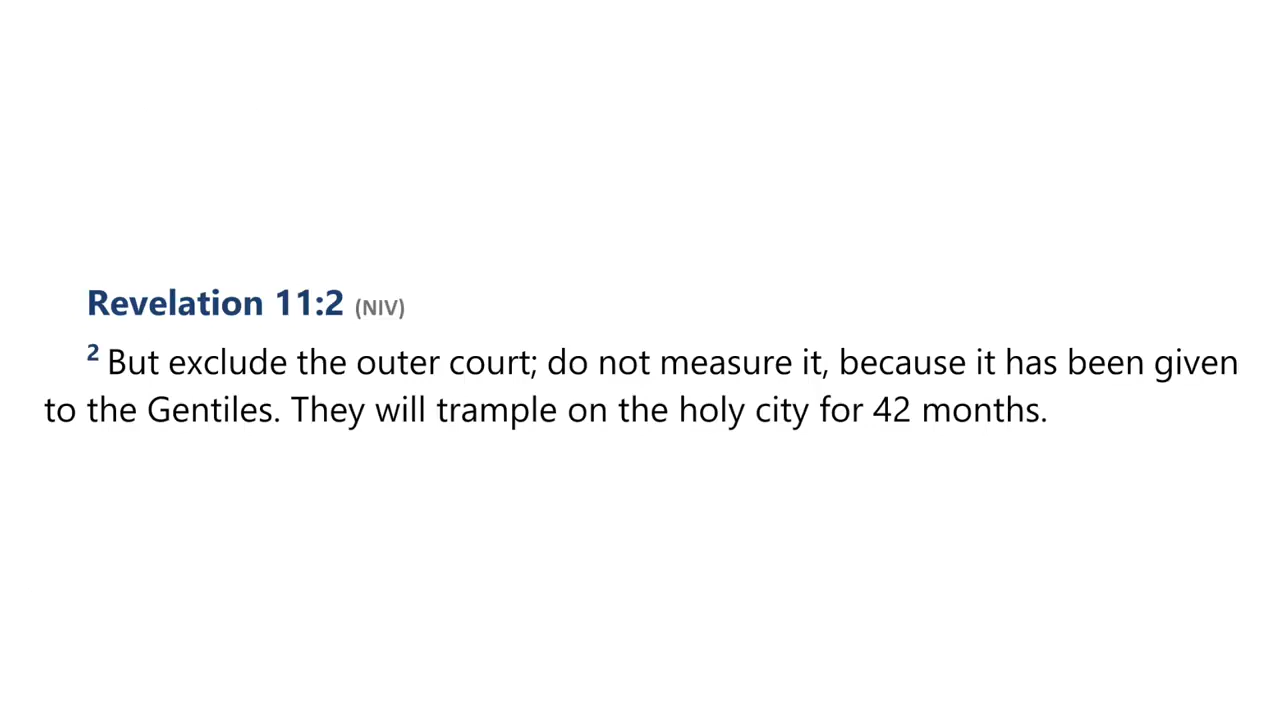 Revelation 11:2 (NIV)
2 But exclude the outer court; do not measure it, because it has been given
to the Gentiles. They will trample on the holy city for 42 months.